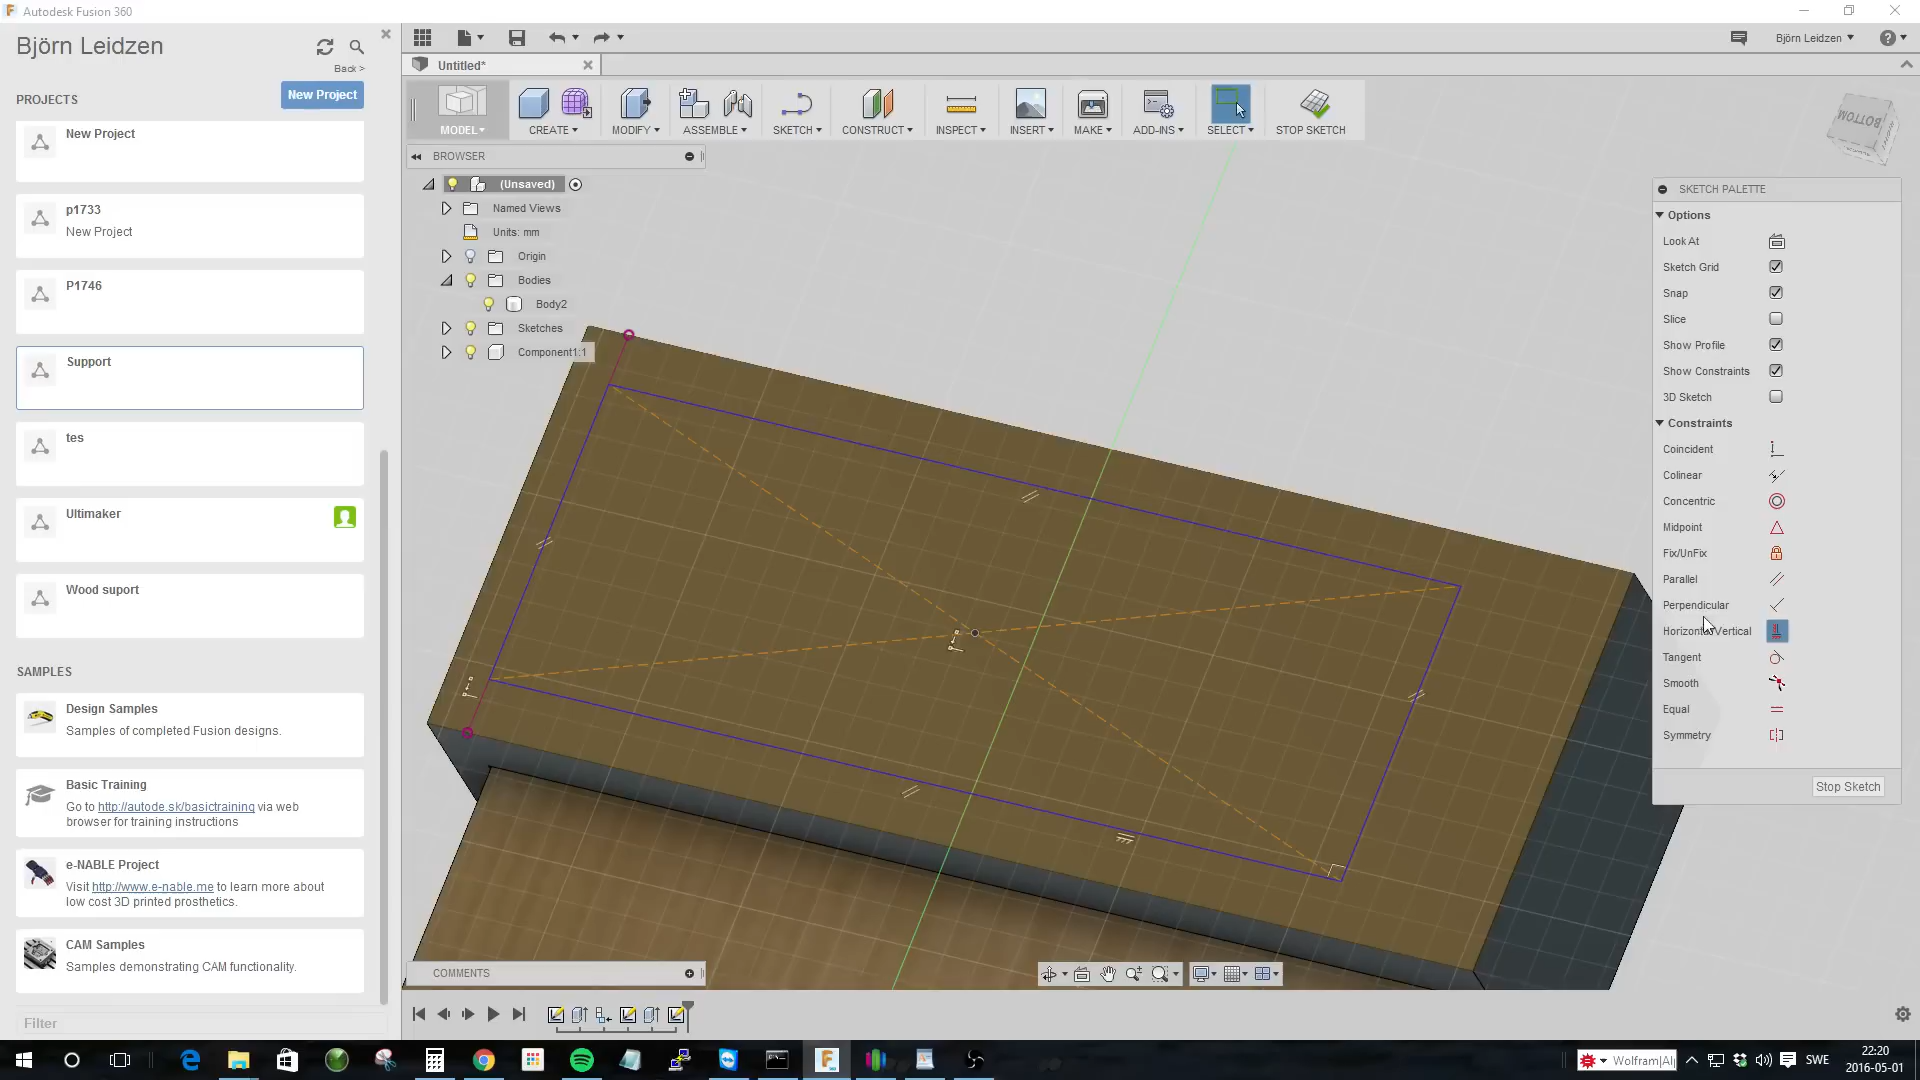 Autodesk Fusion 360
Björn Leidzen
Back >
PROJECTS
New Project
New Project
p1733
New Project
P1746
Support
tes
Ultimaker
Wood suport
SAMPLES
Design Samples
Samples of completed Fusion designs.
Basic Training
Go to http://autode.sk/basictraining via web
browser for training instructions
e-NABLE Project
Visit http://www.e-nable.me to learn more about
low cost 3D printed prosthetics.
CAM Samples
Samples demonstrating CAM functionality.
Filter
Björn Leidzen
Untitled*
MODEL
CREATE
MODIFY
ASSEMBLE
SKETCH
CONSTRUCT
INSPECT
INSERT
MAKE
ADD-INS
SELECT
STOP SKETCH
BROWSER
(Unsaved)
Named Views
Units: mm
Origin
Bodies
Body2
Sketches
Component1:1
BOTTOM
SKETCH PALETTE
Options
Look At
Sketch Grid
Snap
Slice
Show Profile
Show Constraints
3D Sketch
Constraints
Coincident
Colinear
Concentric
Midpoint
Fix/UnFix
Parallel
Perpendicular
Horizontal/Vertical
Tangent
Smooth
Equal
Symmetry
Stop Sketch
COMMENTS
Wolfram|Al
SWE
22:20
2016-05-01